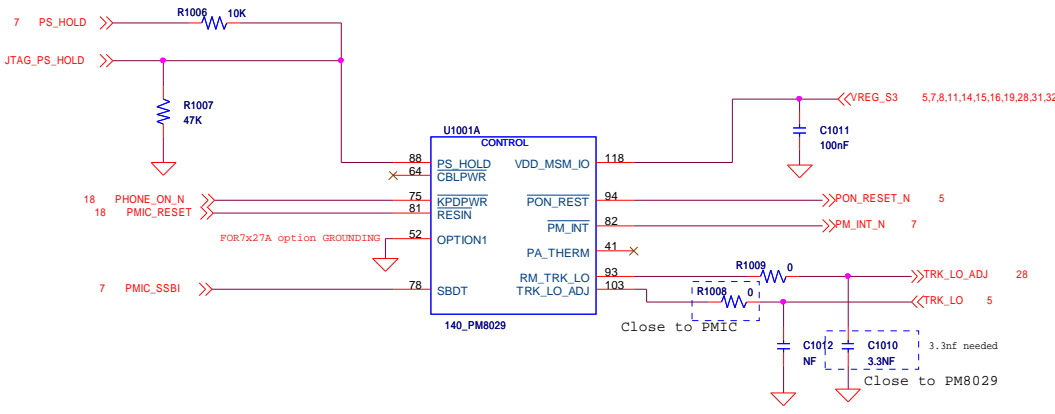 R1006
7 PS_HOLD
10K
JTAG_PS_HOLD
R1007
47K
VREG_S3 5,7,8,11,14,15,16,19,28,31,32
C1011
100nF
U1001A
CONTROL
88 PS_HOLD
VDD_MSM_IO 118
64 CBLPWR
18 PHONE_ON_N
75 KPDPWR
PON_REST 94
PON_RESET_N 5
18 PMIC_RESET
81 RESIN
PM_INT 82
PM_INT_N 7
FOR7x27A option GROUNDING
52 OPTION1
PA_THERM 41
R1009
0
RM_TRK_LO 93
TRK_LO_ADJ 28
7 PMIC_SSBI
78 SBDT
TRK_LO_ADJ 103
R1008
0
TRK_LO 5
140_PM8029
Close to PMIC
C1012
NF
C1010
3.3NF
3.3nf needed
Close to PM8029